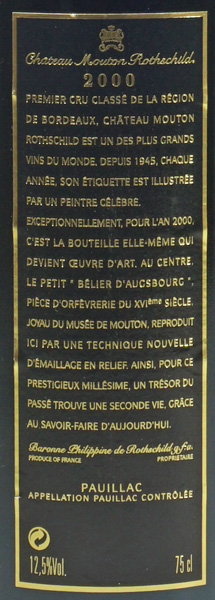 Château Mouton Rothschild
2000
PREMIER CRU CLASSÉ DE LA RÉGION
DE BORDEAUX, CHÂTEAU MOUTON
ROTHSCHILD EST UN DES PLUS GRANDS
VINS DU MONDE. DEPUIS 1945, CHAQUE
ANNÉE, SON ÉTIQUETTE EST ILLUSTRÉE
PAR UN PEINTRE CÉLÈBRE.
EXCEPTIONNELLEMENT, POUR L'AN 2000,
C'EST LA BOUTEILLE ELLE-MÊME QUI
DEVIENT ŒUVRE D'ART. AU CENTRE,
LE PETIT " BÉLIER D'AUGSBOURG ",
PIÈCE D'ORFÈVRERIE DU XVIème SIÈCLE,
JOYAU DU MUSÉE DE MOUTON, REPRODUIT
ICI PAR UNE TECHNIQUE NOUVELLE
D'ÉMAILLAGE EN RELIEF. AINSI, POUR CE
PRESTIGIEUX MILLÉSIME, UN TRÉSOR DU
PASSÉ TROUVE UNE SECONDE VIE, GRÂCE
AU SAVOIR-FAIRE D'AUJOURD'HUI.
Baronne Philippine de Rothschild g.f.a.
PRODUCE OF FRANCE PROPRIETAIRE
PAUILLAC
APPELLATION PAUILLAC CONTRÔLÉE
12,5%Vol. 75 cl